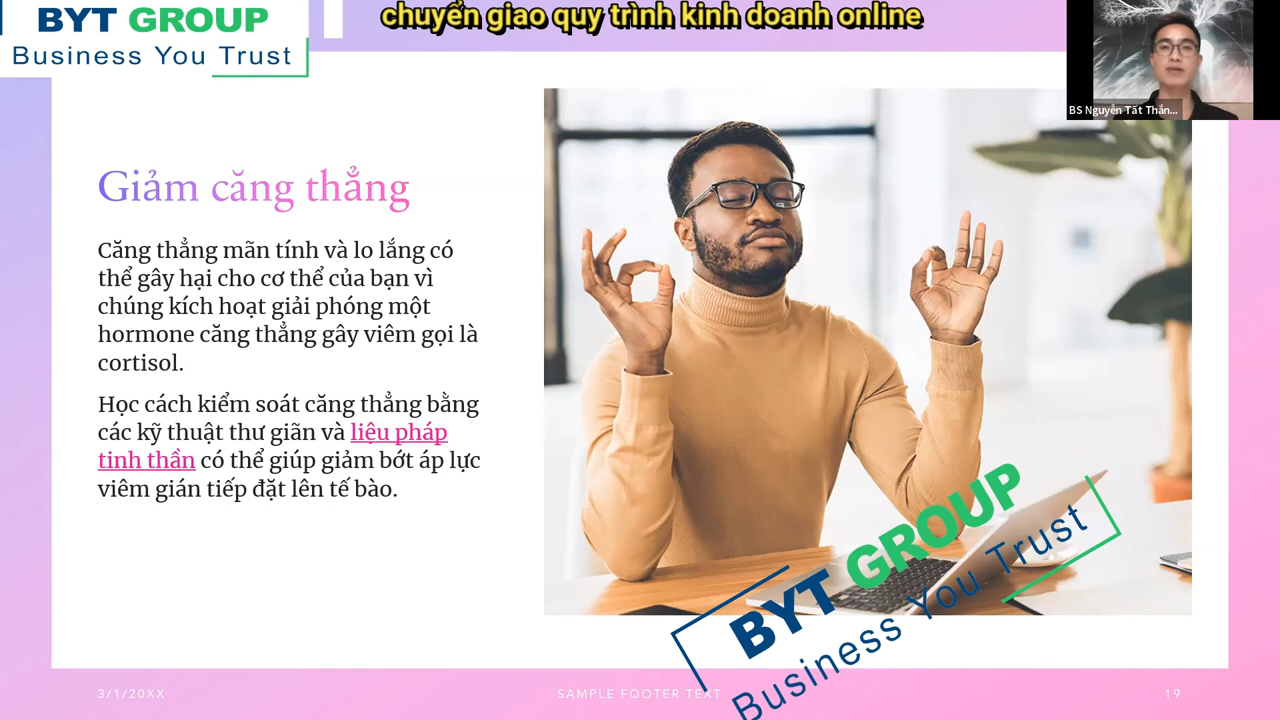 BYT GROUP
Business You Trust
chuyển giao quy trình kinh doanh online
BS Nguyễn Tất Thắn...
Giảm căng thẳng
Căng thẳng mãn tính và lo lắng có
thể gây hại cho cơ thể của bạn vì
chúng kích hoạt giải phóng một
hormone căng thẳng gây viêm gọi là
cortisol.
Học cách kiểm soát căng thẳng bằng
các kỹ thuật thư giãn và liệu pháp
tinh thần có thể giúp giảm bớt áp lực
viêm gián tiếp đặt lên tế bào.
BYT GROUP
Business You Trust
3/1/20XX
SAMPLE FOOTER TEXT
19